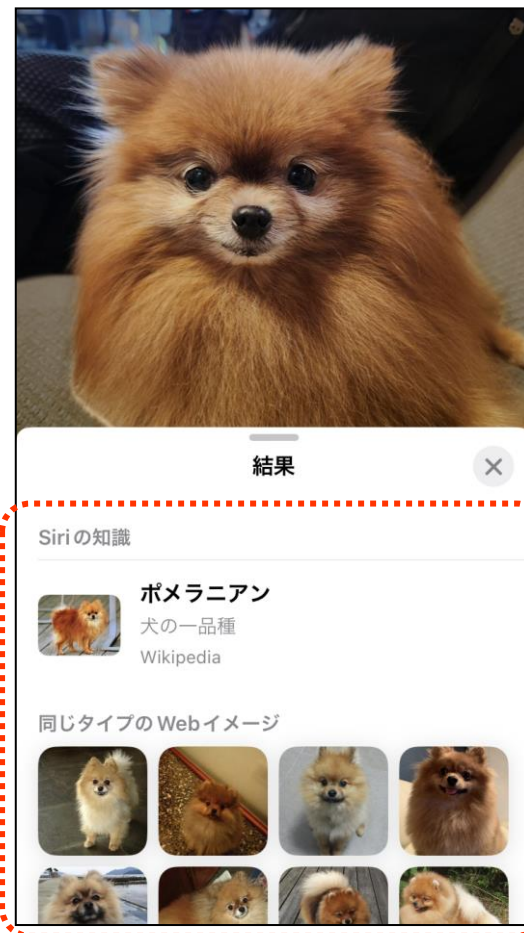 結果
Siriの知識
ポメラニアン
犬の一品種
Wikipedia
同じタイプのWebイメージ